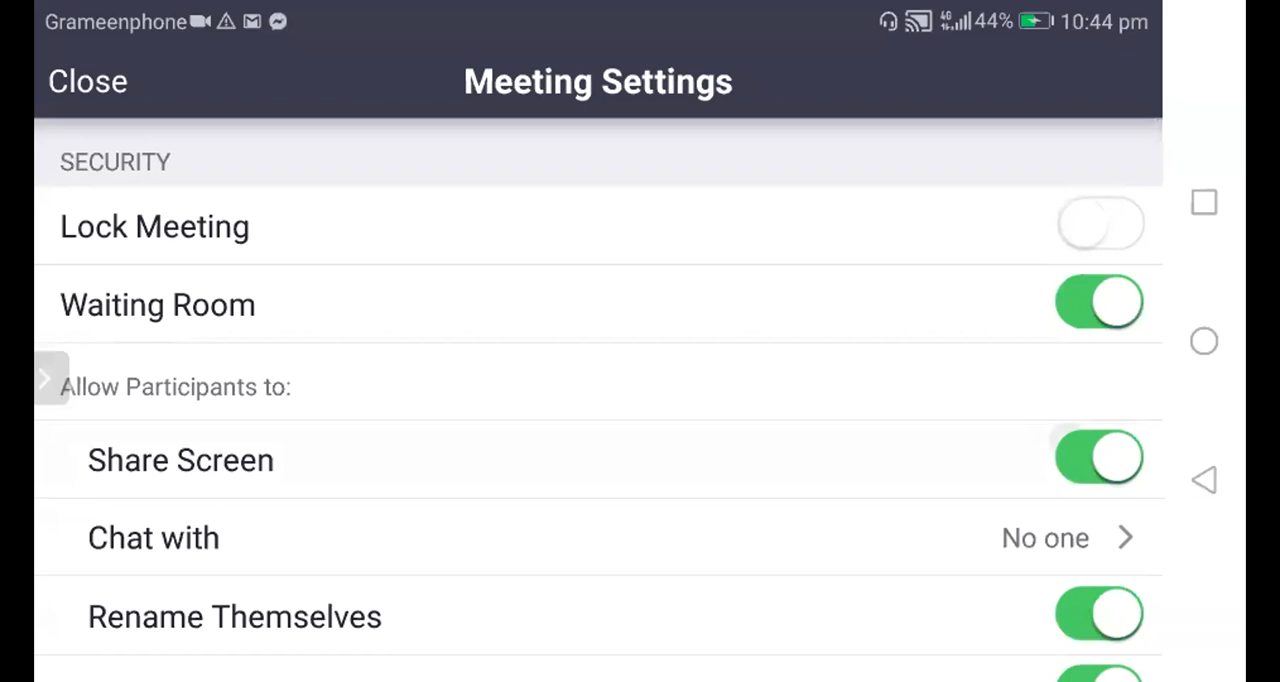 Grameenphone 4G 44% 10:44 pm
Close Meeting Settings
SECURITY
Lock Meeting
Waiting Room
Allow Participants to:
Share Screen
Chat with No one
Rename Themselves